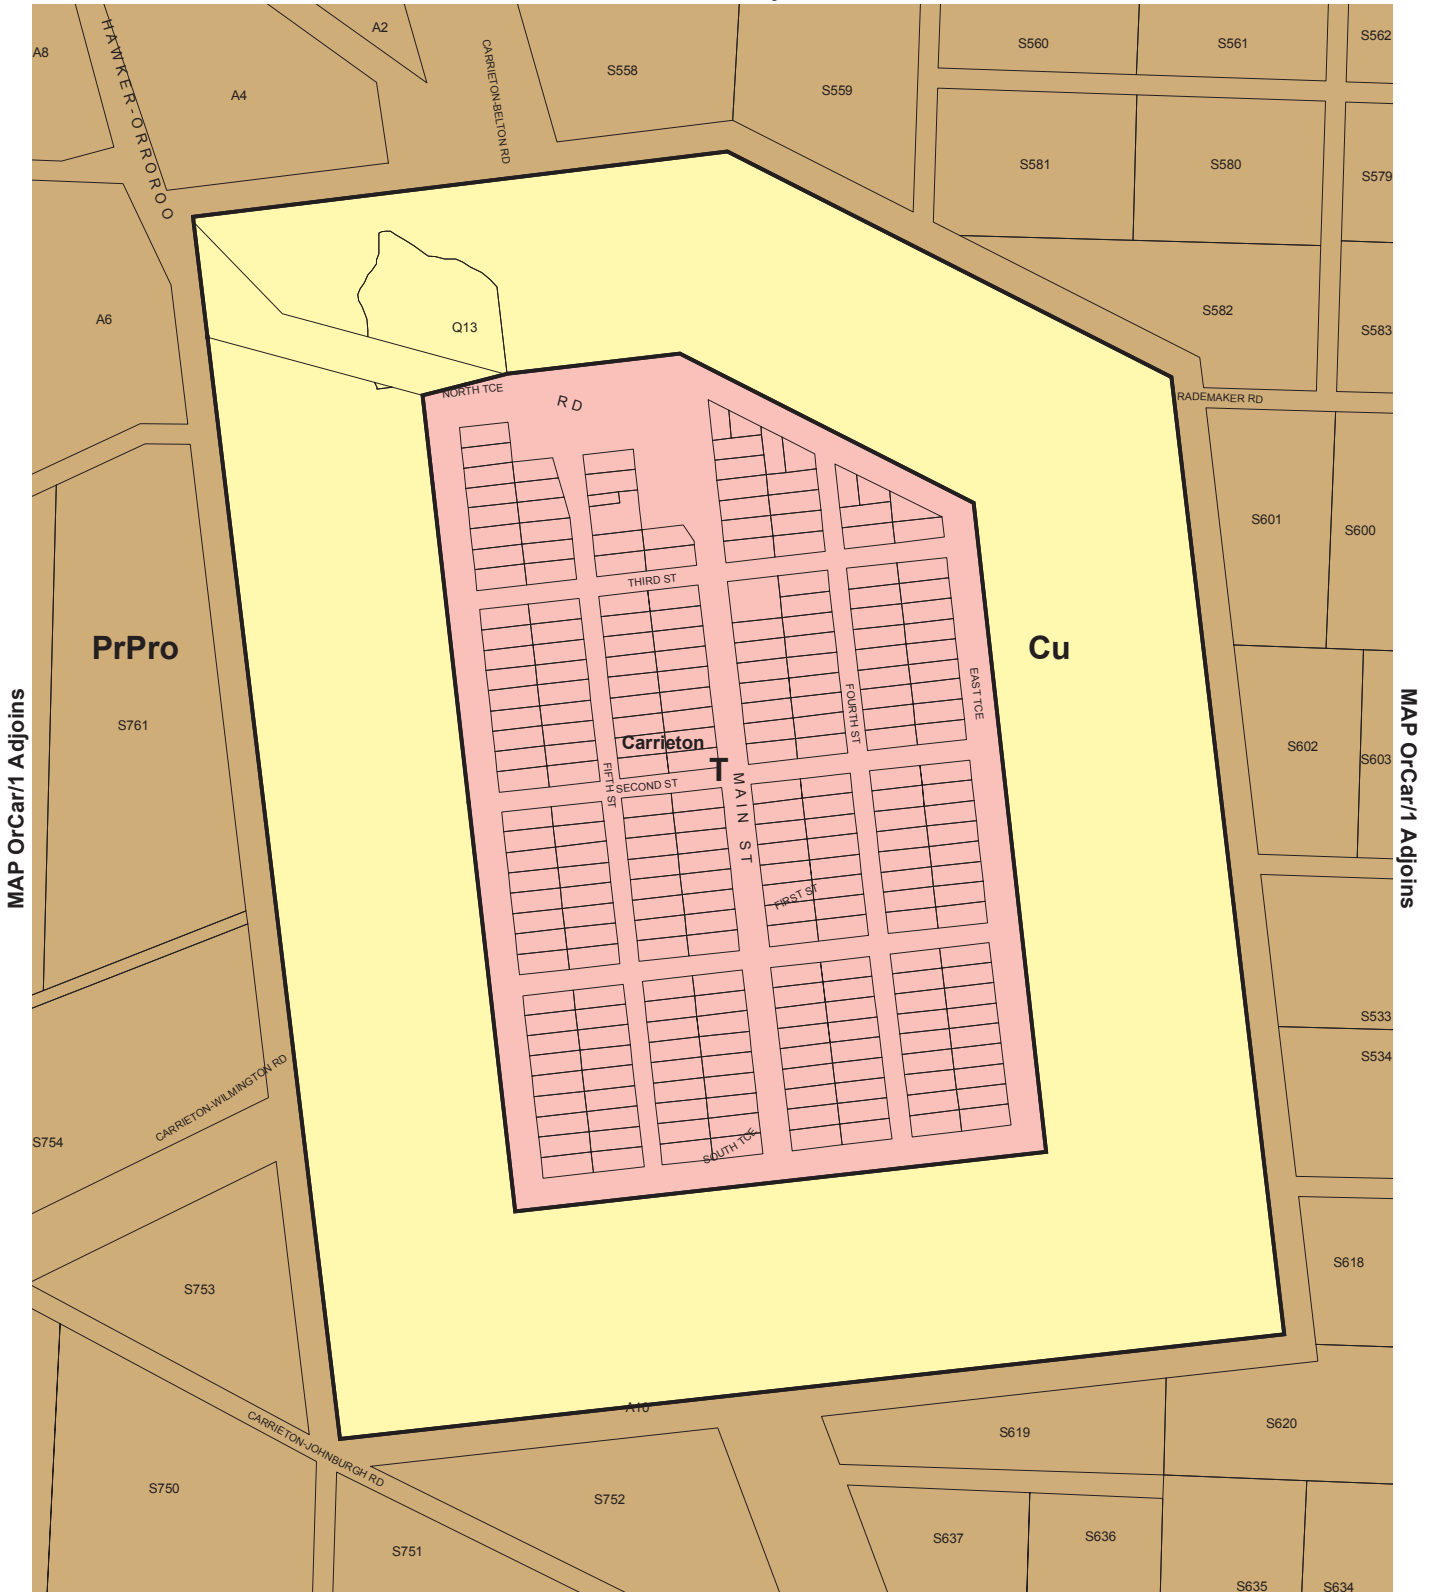 A8
A2
A4
HAWKER-ORROROO
CARRIETON-BELTON RD
S558
S559
S560
S561
S562
S581
S580
S579
A6
Q13
S582
S583
NORTH TCE
RD
RADEMAKER RD
S601
S600
THIRD ST
PrPro
Cu
MAP OrCar/1 Adjoins
MAP OrCar/1 Adjoins
S761
EAST TCE
FOURTH ST
Carrieton
T
FIFTH ST
SECOND ST
MAIN ST
S602
S603
FIRST ST
S533
S534
CARRIETON-WILMINGTON RD
S754
SOUTH TCE
S753
S618
A10
CARRIETON-JOHNBURGH RD
S619
S620
S750
S752
S751
S637
S636
S635
S634